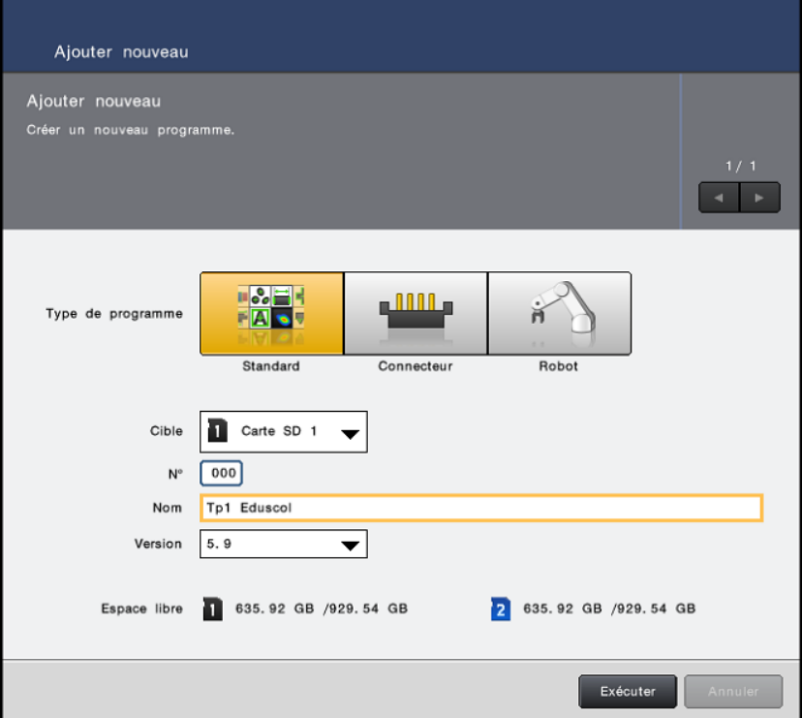 Ajouter nouveau
Ajouter nouveau
Créer un nouveau programme.
1/ 1
Type de programme
A
Standard
Connecteur
Robot
Cible
1 Carte SD 1
N°
000
Nom
Tp1 Eduscol
Version
5.9
Espace libre
1 635.92 GB /929.54 GB
2 635.92 GB /929.54 GB
Exécuter
Annuler